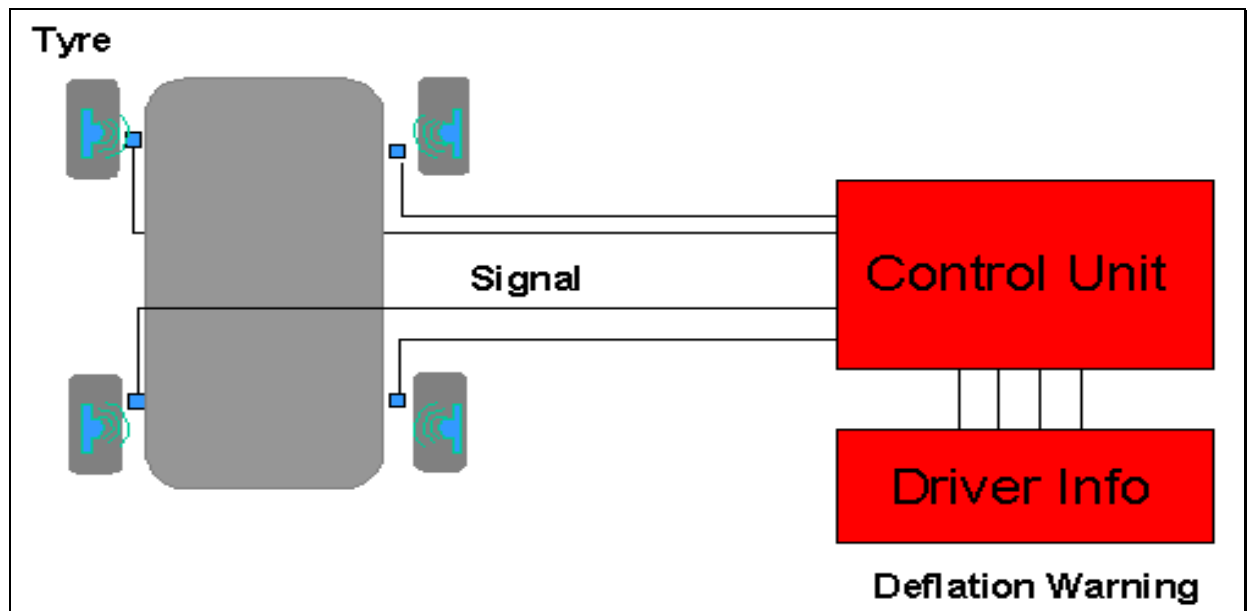 Tyre
Signal
Control Unit
Driver Info
Deflation Warning